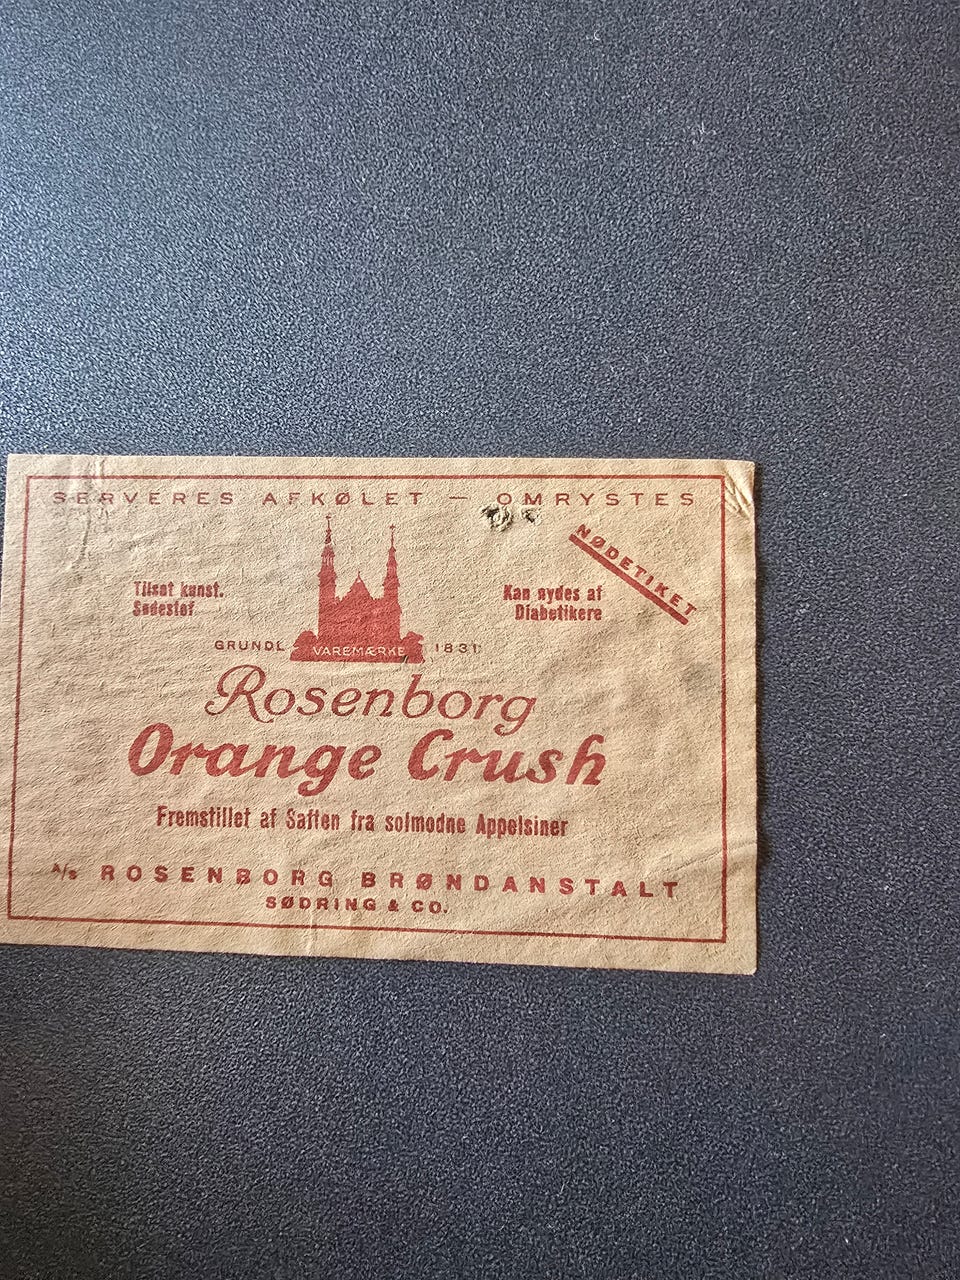 SERVERES AFKØLET — OMRYSTES
NØDETIKET
Tilsat kunst.
Sødestof
Kan nydes af
Diabetikere
GRUNDL VAREMÆRKE 1831
Rosenborg
Orange Crush
Fremstillet af Saften fra solmodne Appelsiner
A/S ROSENBORG BRØNDANSTALT
SØDRING & CO.